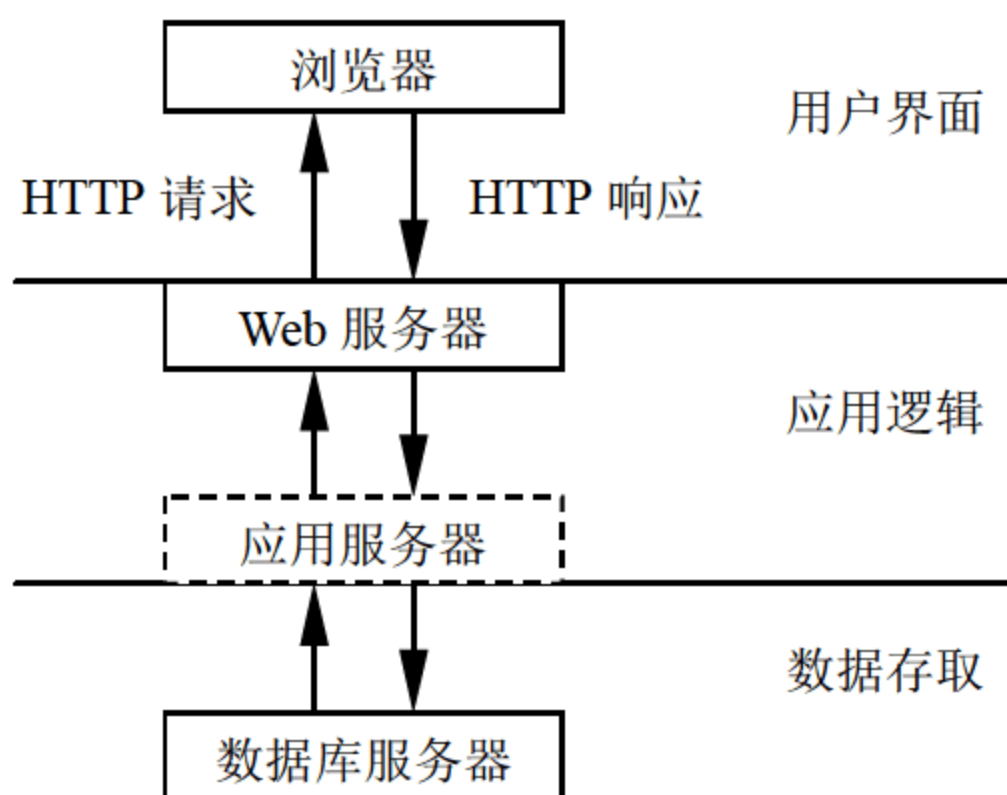 浏览器
用户界面
HTTP 请求
HTTP 响应
Web 服务器
应用逻辑
应用服务器
数据存取
数据库服务器